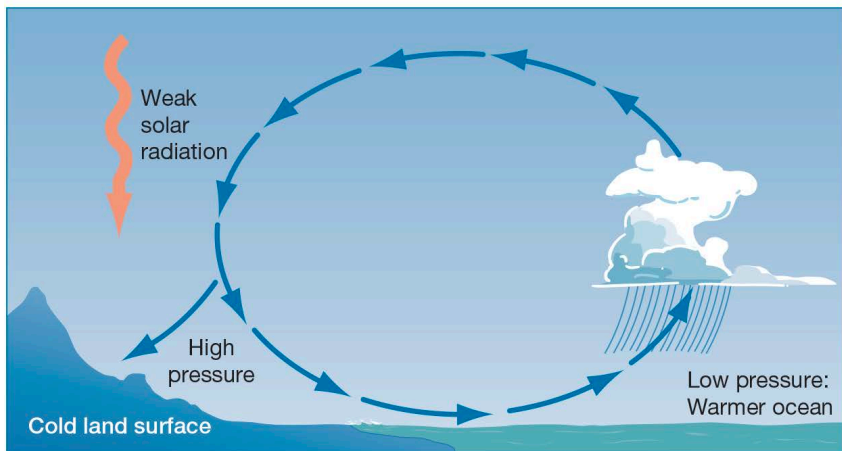 Weak
solar
radiation
High
pressure
Low pressure:
Warmer ocean
Cold land surface